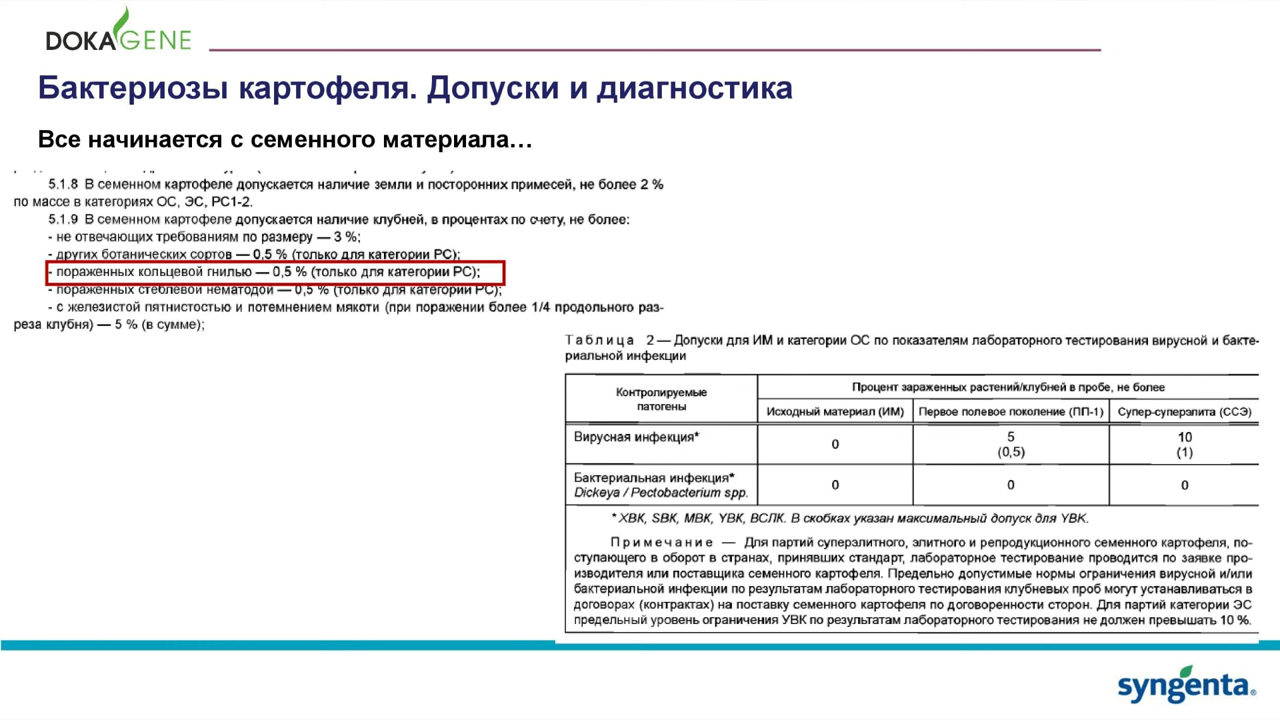 DOKAGENE
Бактериозы картофеля. Допуски и диагностика
Все начинается с семенного материала…
5.1.8 В семенном картофеле допускается наличие земли и посторонних примесей, не более 2 %
по массе в категориях ОС, ЭС, РС1-2.
5.1.9 В семенном картофеле допускается наличие клубней, в процентах по счету, не более:
- не отвечающих требованиям по размеру — 3 %;
- других ботанических сортов — 0,5 % (только для категории РС);
- пораженных кольцевой гнилью — 0,5 % (только для категории РС);
- пораженных стеблевой нематодой — 0,5 % (только для категории РС);
- с железистой пятнистостью и потемнением мякоти (при поражении более 1/4 продольного раз-
реза клубня) — 5 % (в сумме);
Таблица 2 — Допуски для ИМ и категории ОС по показателям лабораторного тестирования вирусной и бакте-
риальной инфекции
Контролируемые
патогены
Процент зараженных растений/клубней в пробе, не более
Исходный материал (ИМ) Первое полевое поколение (ПП-1) Супер-суперэлита (ССЭ)
Вирусная инфекция* 0 5 10
(0,5) (1)
Бактериальная инфекция*
Dickeya / Pectobacterium spp. 0 0 0
* ХВК, SBK, МВК, YBK, ВСЛК. В скобках указан максимальный допуск для YBK.
Примечание — Для партий суперэлитного, элитного и репродукционного семенного картофеля, по-
ступающего в оборот в странах, принявших стандарт, лабораторное тестирование проводится по заявке про-
изводителя или поставщика семенного картофеля. Предельно допустимые нормы ограничения вирусной и/или
бактериальной инфекции по результатам лабораторного тестирования клубневых проб могут устанавливаться в
договорах (контрактах) на поставку семенного картофеля по договоренности сторон. Для партий категории ЭС
предельный уровень ограничения УВК по результатам лабораторного тестирования не должен превышать 10 %.
syngenta®